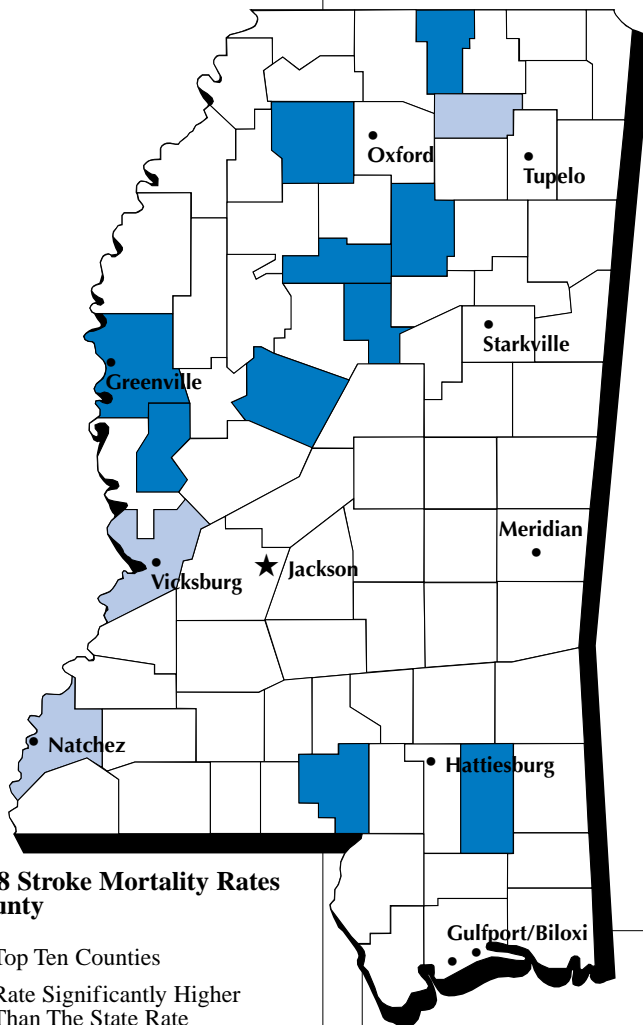 Oxford
Tupelo
Starkville
Greenville
Meridian
Vicksburg
Jackson
Natchez
Hattiesburg
8 Stroke Mortality Rates
unty
Gulfport/Biloxi
Top Ten Counties
Rate Significantly Higher
Than The State Rate